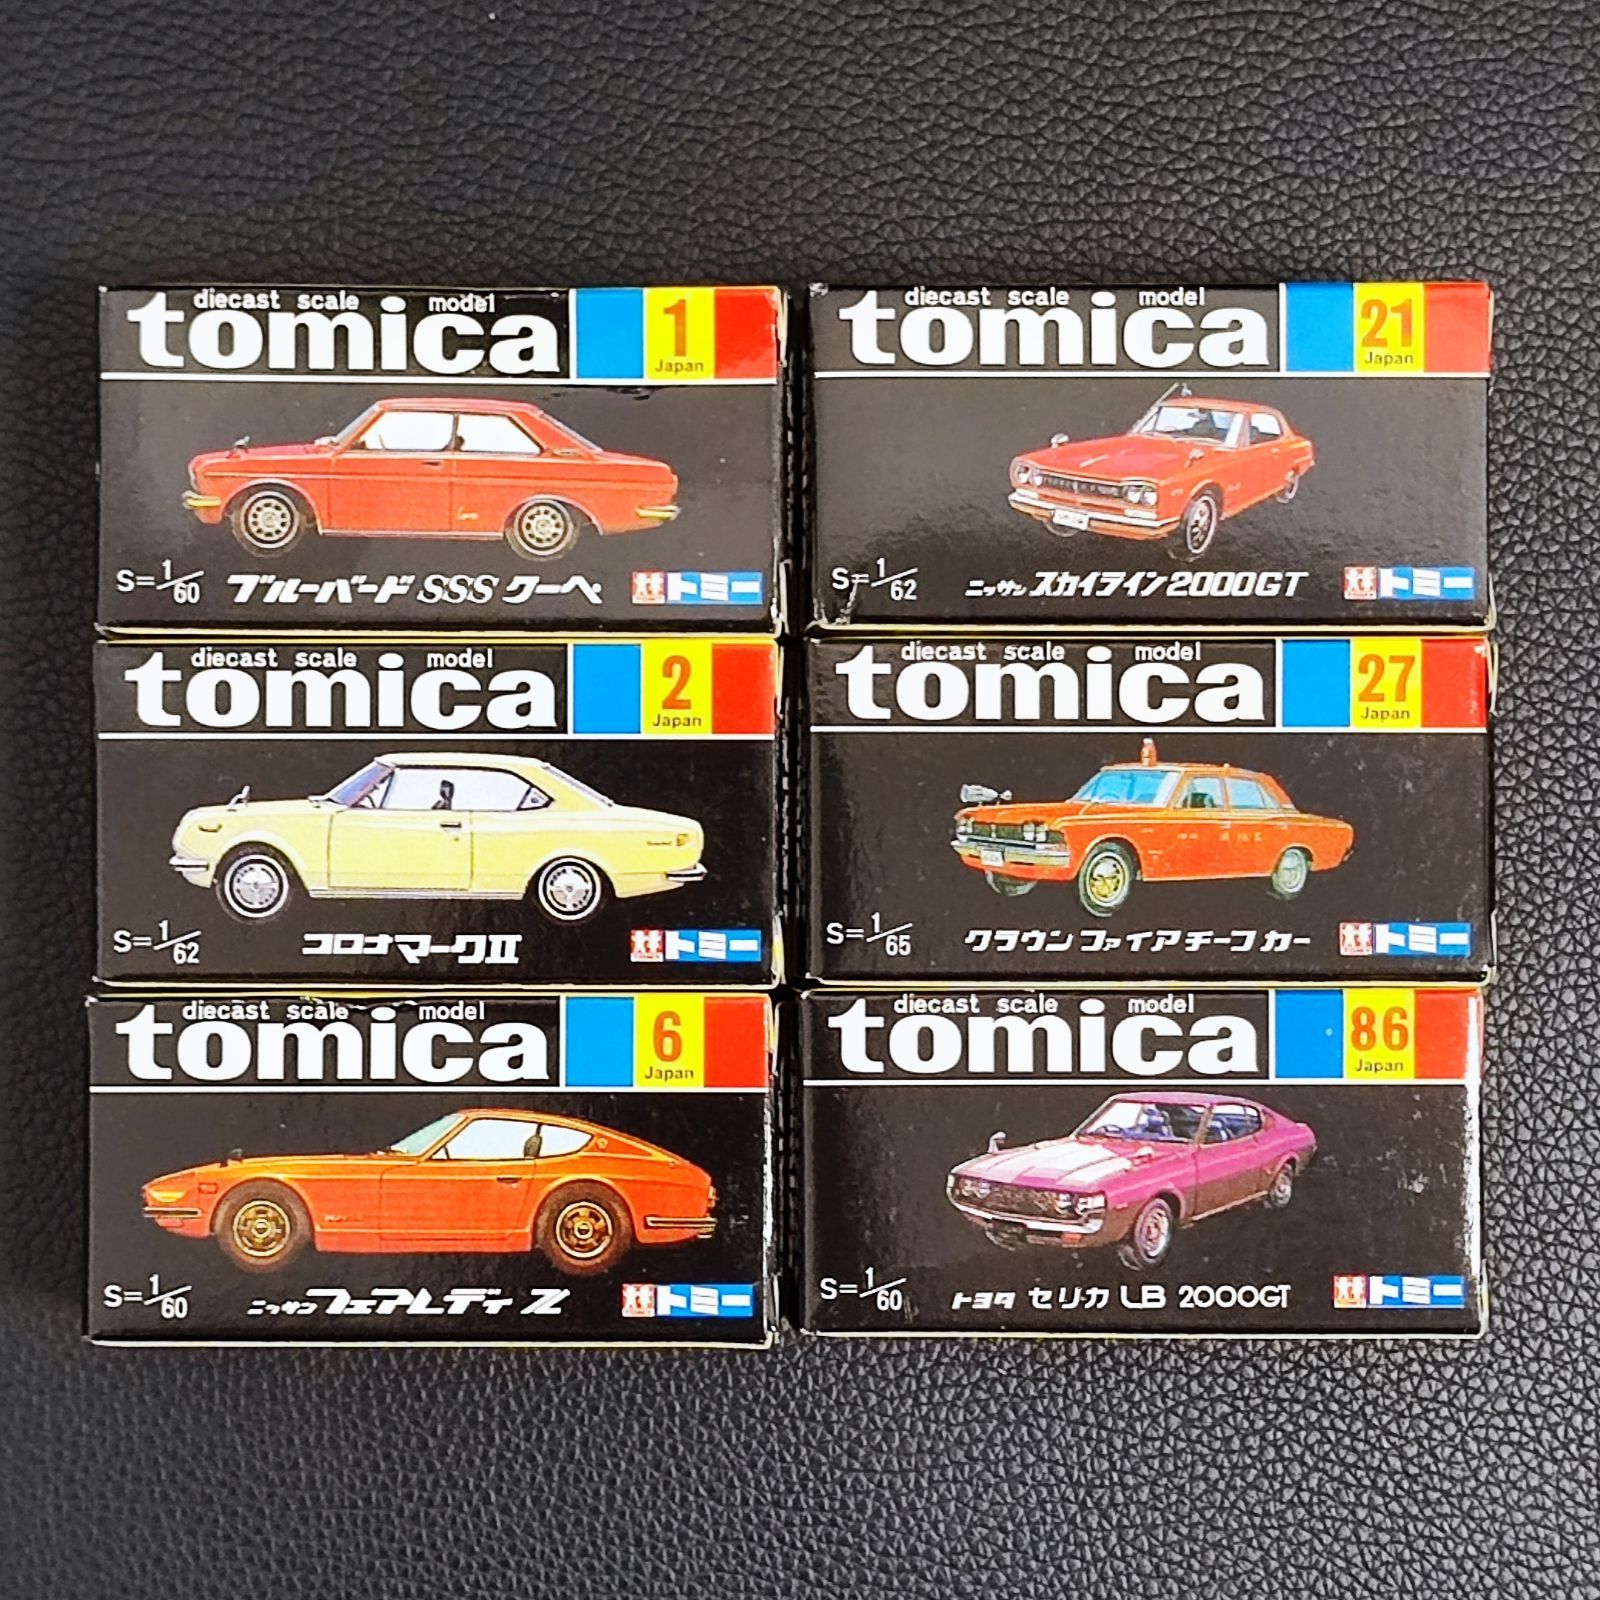 diecast scale model
tomica
1
Japan
S=1/60
ブルーバード SSS クーペ
トミー
diecast scale model
tomica
21
Japan
S=1/62
ニッサン スカイライン2000GT
トミー
diecast scale model
tomica
2
Japan
S=1/62
コロナマークII
トミー
diecast scale model
tomica
27
Japan
S=1/65
クラウン ファイアチーフカー
トミー
diecast scale model
tomica
6
Japan
S=1/60
ニッサン フェアレディ Z
トミー
diecast scale model
tomica
86
Japan
S=1/60
トヨタ セリカ LB 2000GT
トミー